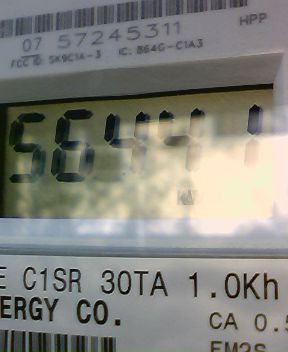 HPP
07 57245311
FCC ID: SK9C1A-3 IC: 864G-C1A3
56441
E C1SR 30TA 1.0Kh
ERGY CO.
CA 0.5
EM2S